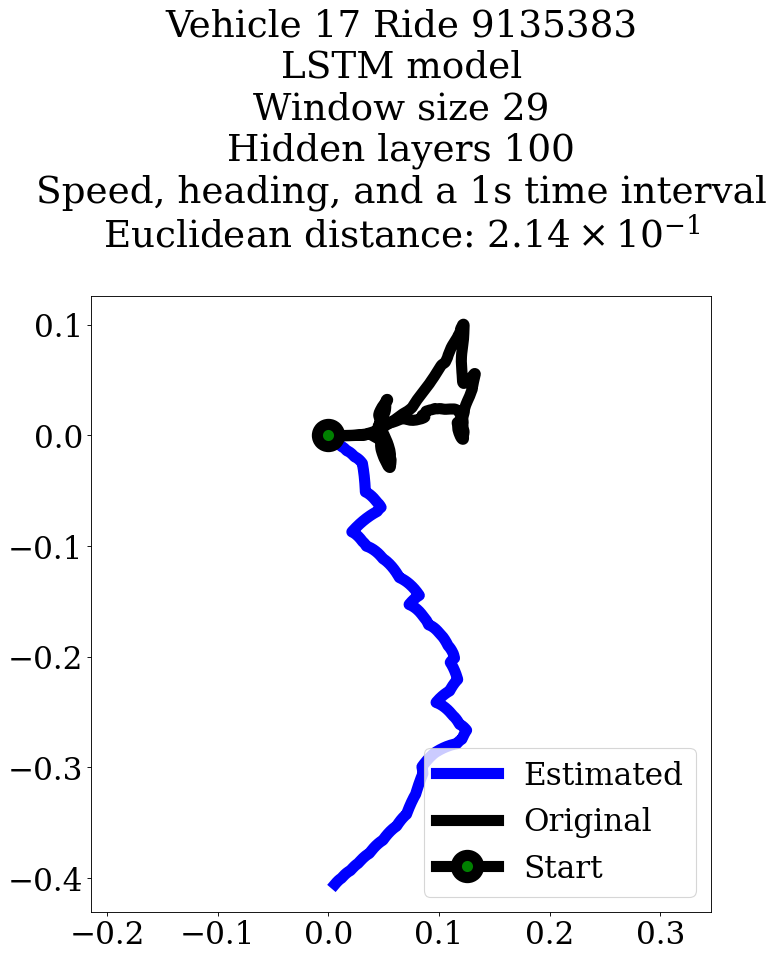 Vehicle 17 Ride 9135383
LSTM model
Window size 29
Hidden layers 100
Speed, heading, and a 1s time interval
Euclidean distance: 2.14 × 10⁻¹
0.1
0.0
−0.1
−0.2
−0.3
−0.4
Estimated
Original
Start
−0.2 −0.1 0.0 0.1 0.2 0.3